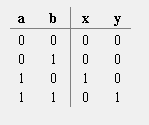 a b x y
0 0 0 0
0 1 0 0
1 0 1 0
1 1 0 1